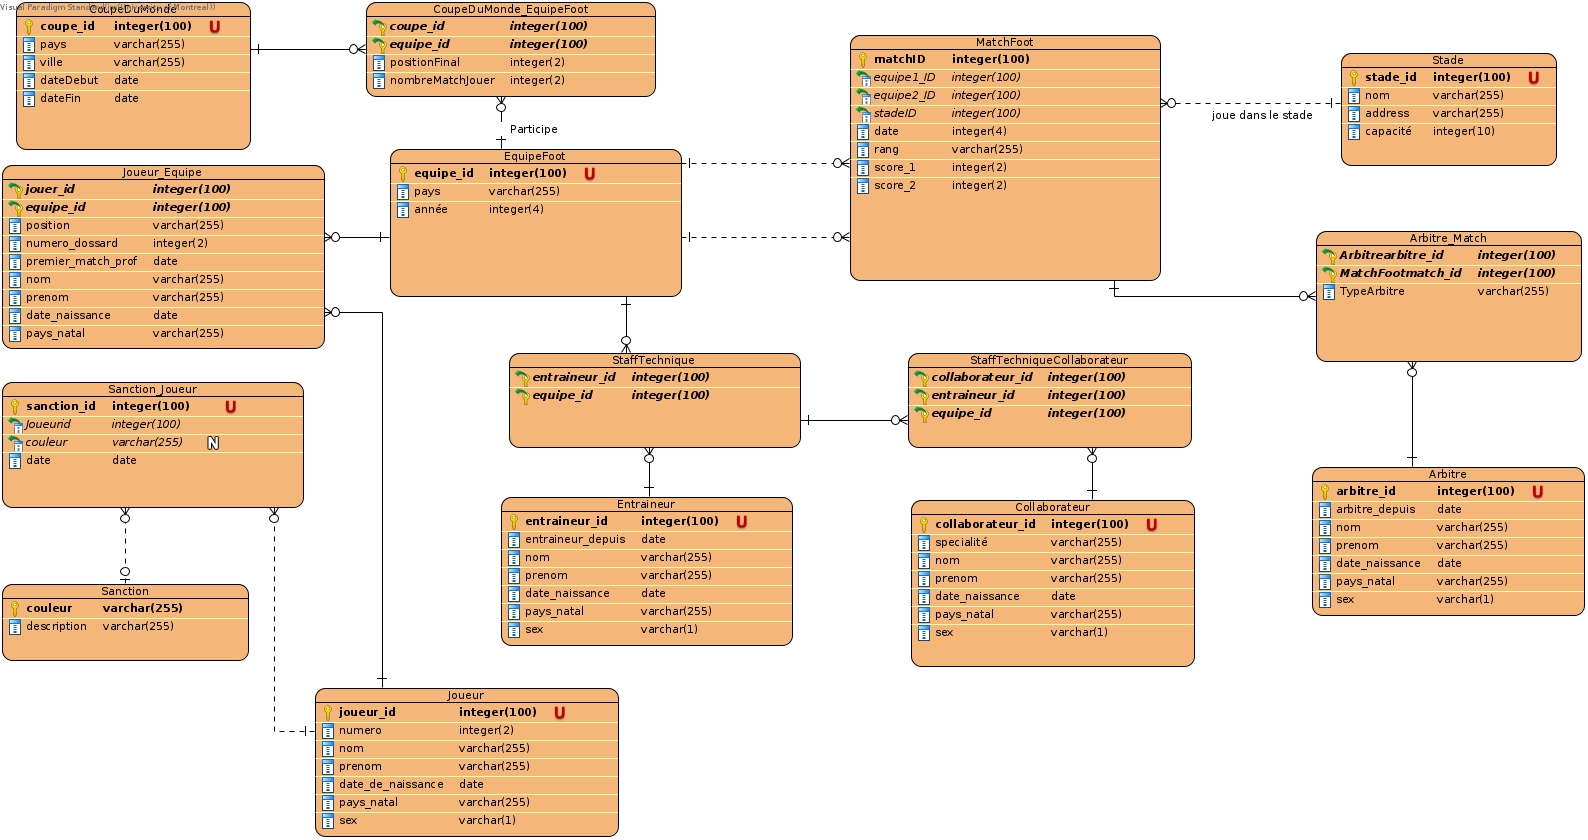 CoupeDuMonde
coupe_id integer(100) U
pays varchar(255)
ville varchar(255)
dateDebut date
dateFin date
CoupeDuMonde_EquipeFoot
coupe_id integer(100)
equipe_id integer(100)
positionFinal integer(2)
nombreMatchJouer integer(2)
Participe
MatchFoot
matchID integer(100)
equipe1_ID integer(100)
equipe2_ID integer(100)
stadeID integer(100)
date integer(4)
rang varchar(255)
score_1 integer(2)
score_2 integer(2)
joue dans le stade
Stade
stade_id integer(100) U
nom varchar(255)
address varchar(255)
capacité integer(10)
Joueur_Equipe
jouer_id integer(100)
equipe_id integer(100)
position varchar(255)
numero_dossard integer(2)
premier_match_prof date
nom varchar(255)
prenom varchar(255)
date_naissance date
pays_natal varchar(255)
EquipeFoot
equipe_id integer(100) U
pays varchar(255)
année integer(4)
Arbitre_Match
Arbitrearbitre_id integer(100)
MatchFootmatch_id integer(100)
TypeArbitre varchar(255)
StaffTechnique
entraineur_id integer(100)
equipe_id integer(100)
StaffTechniqueCollaborateur
collaborateur_id integer(100)
entraineur_id integer(100)
equipe_id integer(100)
Sanction_Joueur
sanction_id integer(100) U
Joueurid integer(100)
couleur varchar(255) N
date date
Entraineur
entraineur_id integer(100) U
entraineur_depuis date
nom varchar(255)
prenom varchar(255)
date_naissance date
pays_natal varchar(255)
sex varchar(1)
Collaborateur
collaborateur_id integer(100) U
specialité varchar(255)
nom varchar(255)
prenom varchar(255)
date_naissance date
pays_natal varchar(255)
sex varchar(1)
Arbitre
arbitre_id integer(100) U
arbitre_depuis date
nom varchar(255)
prenom varchar(255)
date_naissance date
pays_natal varchar(255)
sex varchar(1)
Sanction
couleur varchar(255)
description varchar(255)
Joueur
joueur_id integer(100) U
numero integer(2)
nom varchar(255)
prenom varchar(255)
date_de_naissance date
pays_natal varchar(255)
sex varchar(1)